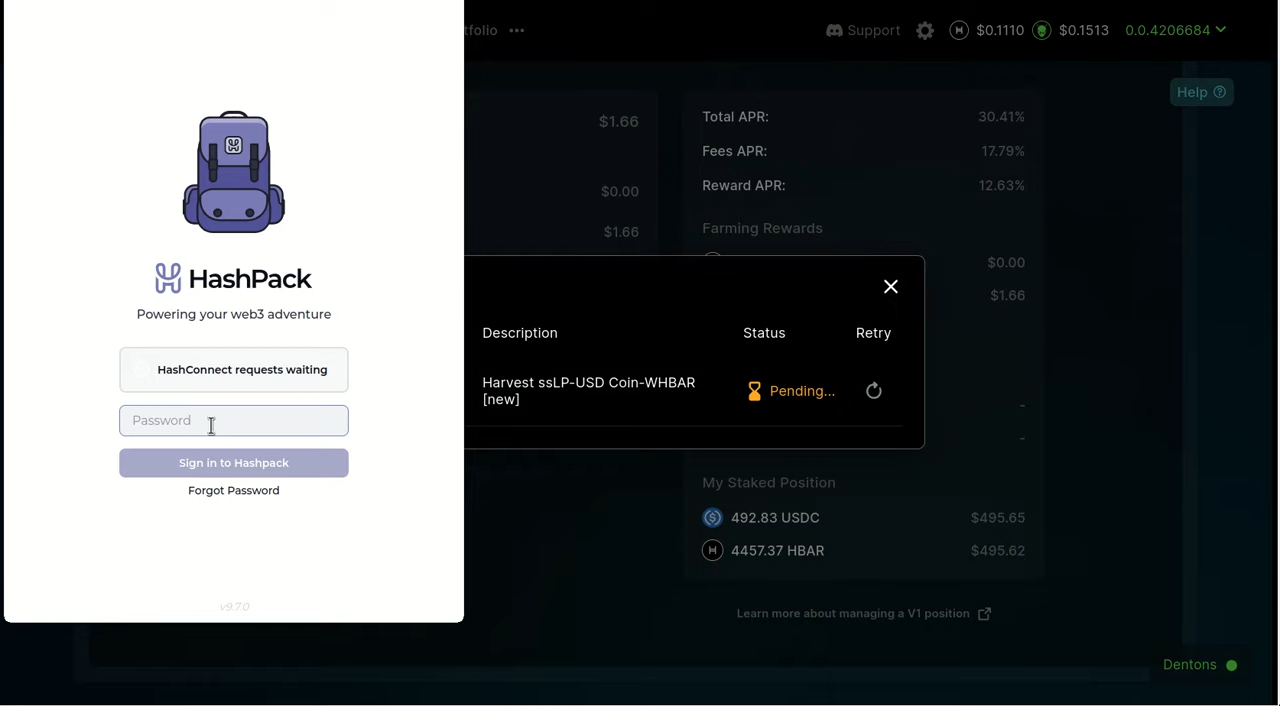 tfolio ···
Support
$0.1110
$0.1513
0.0.4206684
Help
HashPack
Powering your web3 adventure
HashConnect requests waiting
Password
Sign in to Hashpack
Forgot Password
v9.7.0
$1.66
$0.00
$1.66
Total APR: 30.41%
Fees APR: 17.79%
Reward APR: 12.63%
Farming Rewards
$0.00
$1.66
Description Status Retry
Harvest ssLP-USD Coin-WHBAR
[new]
Pending...
-
-
My Staked Position
492.83 USDC $495.65
4457.37 HBAR $495.62
Learn more about managing a V1 position
Dentons